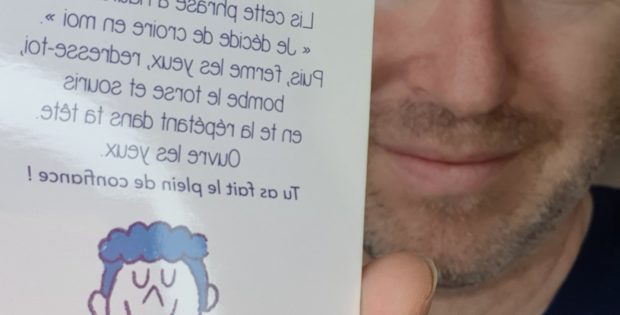 Lis cette phrase à
« Je décide de croire en moi ».
Puis, ferme les yeux, redresse-toi,
bombe le torse et souris
en te la répétant dans ta tête.
Ouvre les yeux.
Tu as fait le plein de confiance !